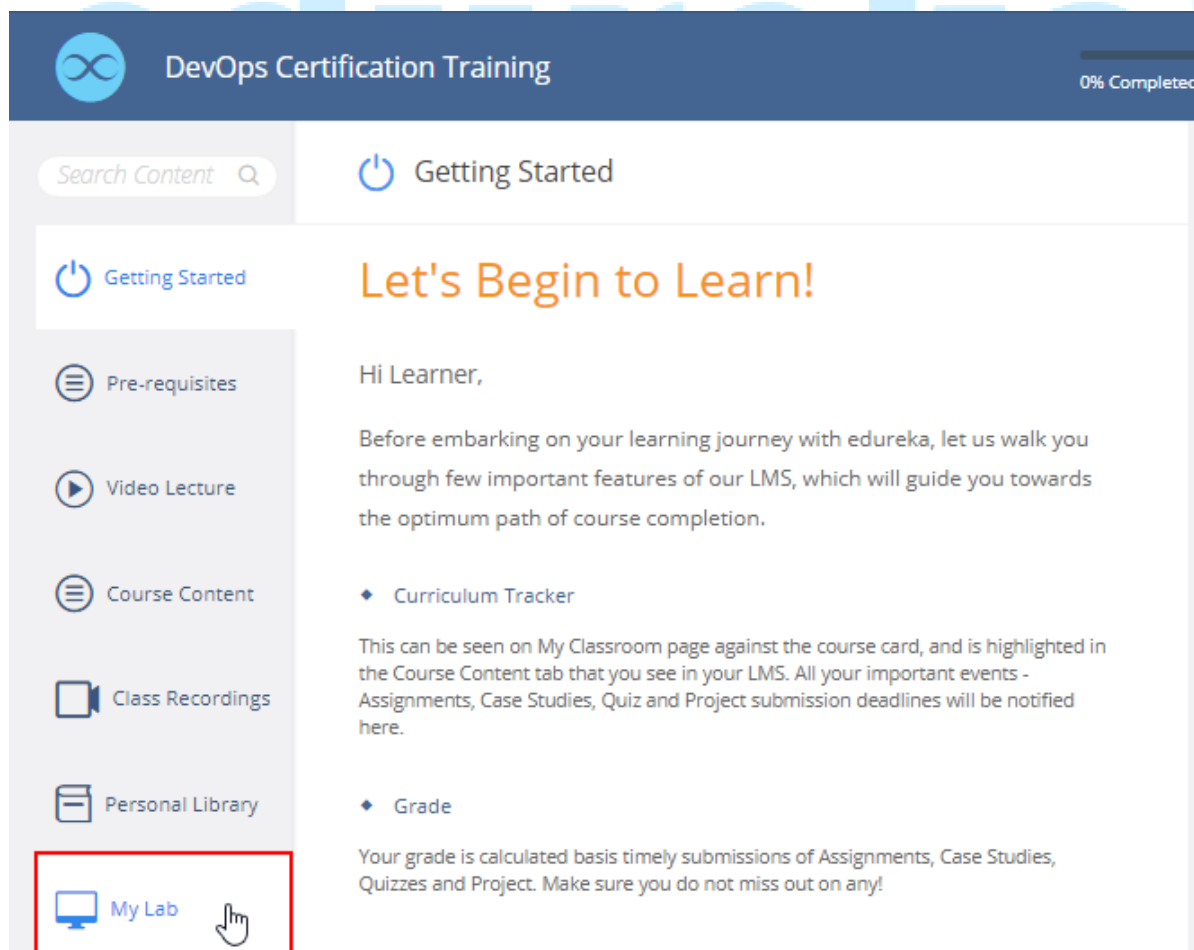 DevOps Certification Training
0% Completed
Search Content
Getting Started
Pre-requisites
Video Lecture
Course Content
Class Recordings
Personal Library
My Lab
Getting Started
Let's Begin to Learn!
Hi Learner,
Before embarking on your learning journey with edureka, let us walk you
through few important features of our LMS, which will guide you towards
the optimum path of course completion.
Curriculum Tracker
This can be seen on My Classroom page against the course card, and is highlighted in
the Course Content tab that you see in your LMS. All your important events -
Assignments, Case Studies, Quiz and Project submission deadlines will be notified
here.
Grade
Your grade is calculated basis timely submissions of Assignments, Case Studies,
Quizzes and Project. Make sure you do not miss out on any!